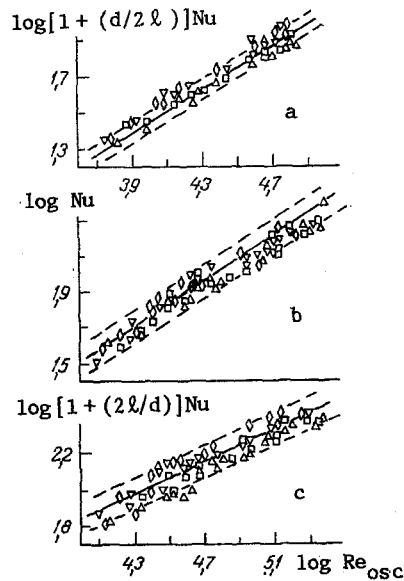 log[1 + (d/2ℓ)]Nu
1,7
1,3
a
3,9 4,3 4,7
log Nu
1,9
1,5
b
log[1 + (2ℓ/d)]Nu
2,2
1,8
c
4,3 4,7 5,1 log Re_osc